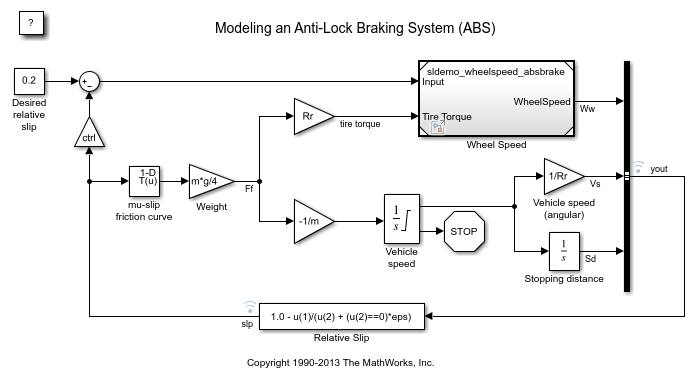 ?
Modeling an Anti-Lock Braking System (ABS)
0.2
Desired
relative
slip
+
-
ctrl
sldemo_wheelspeed_absbrake
Input
WheelSpeed
Tire Torque
Wheel Speed
Ww
Rr
tire torque
1-D
T(u)
mu-slip
friction curve
m*g/4
Weight
Ff
-1/m
1
s
Vehicle
speed
STOP
1/Rr
Vs
Vehicle speed
(angular)
1
s
Sd
Stopping distance
yout
1.0 - u(1)/(u(2) + (u(2)==0)*eps)
slp
Relative Slip
Copyright 1990-2013 The MathWorks, Inc.